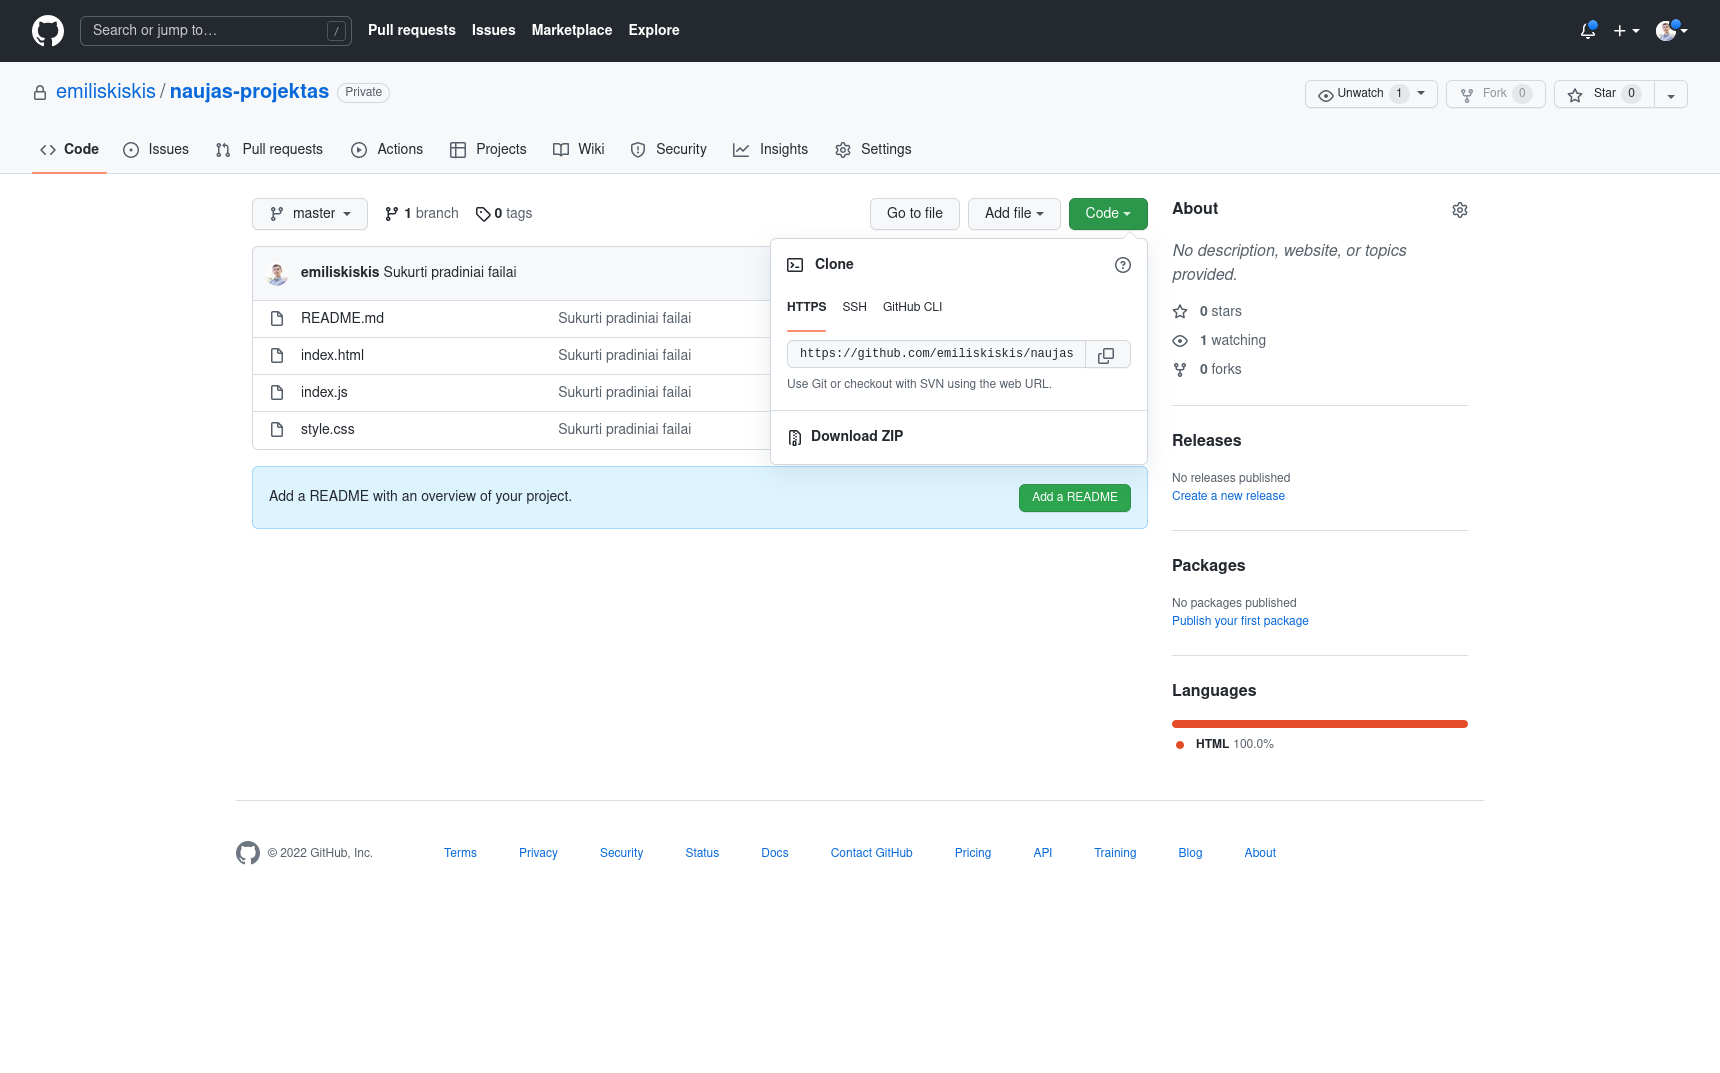 Search or jump to… / Pull requests Issues Marketplace Explore
emiliskiskis / naujas-projektas Private Unwatch 1 Fork 0 Star 0
Code Issues Pull requests Actions Projects Wiki Security Insights Settings
master 1 branch 0 tags Go to file Add file Code
emiliskiskis Sukurti pradiniai failai
README.md Sukurti pradiniai failai
index.html Sukurti pradiniai failai
index.js Sukurti pradiniai failai
style.css Sukurti pradiniai failai
Clone
HTTPS SSH GitHub CLI
https://github.com/emiliskiskis/naujas
Use Git or checkout with SVN using the web URL.
Download ZIP
Add a README with an overview of your project. Add a README
About
No description, website, or topics
provided.
0 stars
1 watching
0 forks
Releases
No releases published
Create a new release
Packages
No packages published
Publish your first package
Languages
HTML 100.0%
© 2022 GitHub, Inc. Terms Privacy Security Status Docs Contact GitHub Pricing API Training Blog About